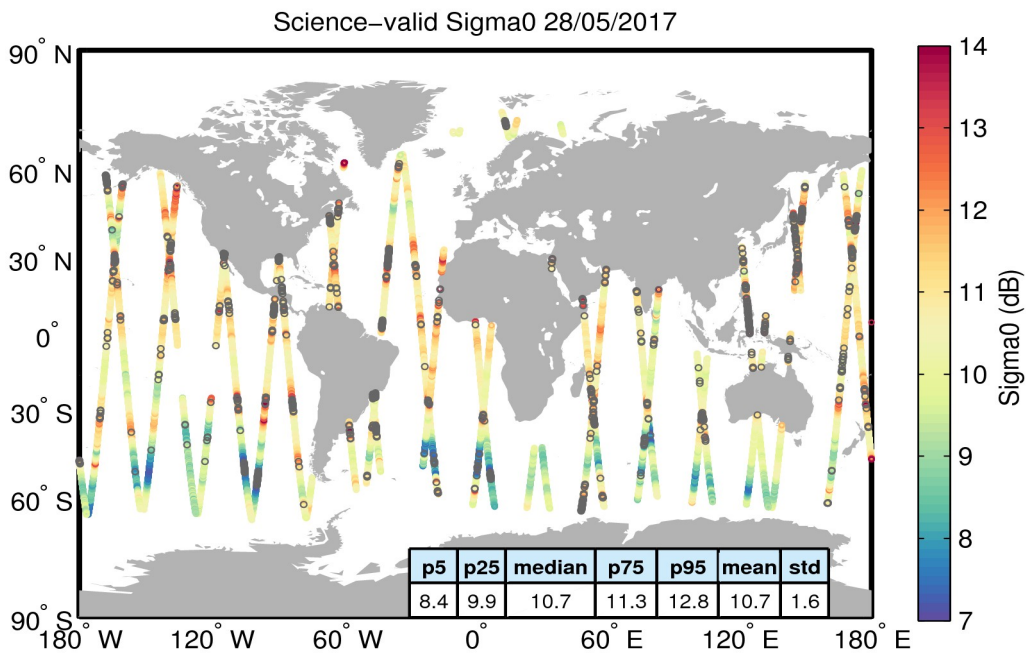 Science−valid Sigma0 28/05/2017
90° N
60° N
30° N
0°
30° S
60° S
90° S
180° W
120° W
60° W
0°
60° E
120° E
180° E
p5 p25 median p75 p95 mean std
8.4 9.9 10.7 11.3 12.8 10.7 1.6
14
13
12
11
10
9
8
7
Sigma0 (dB)